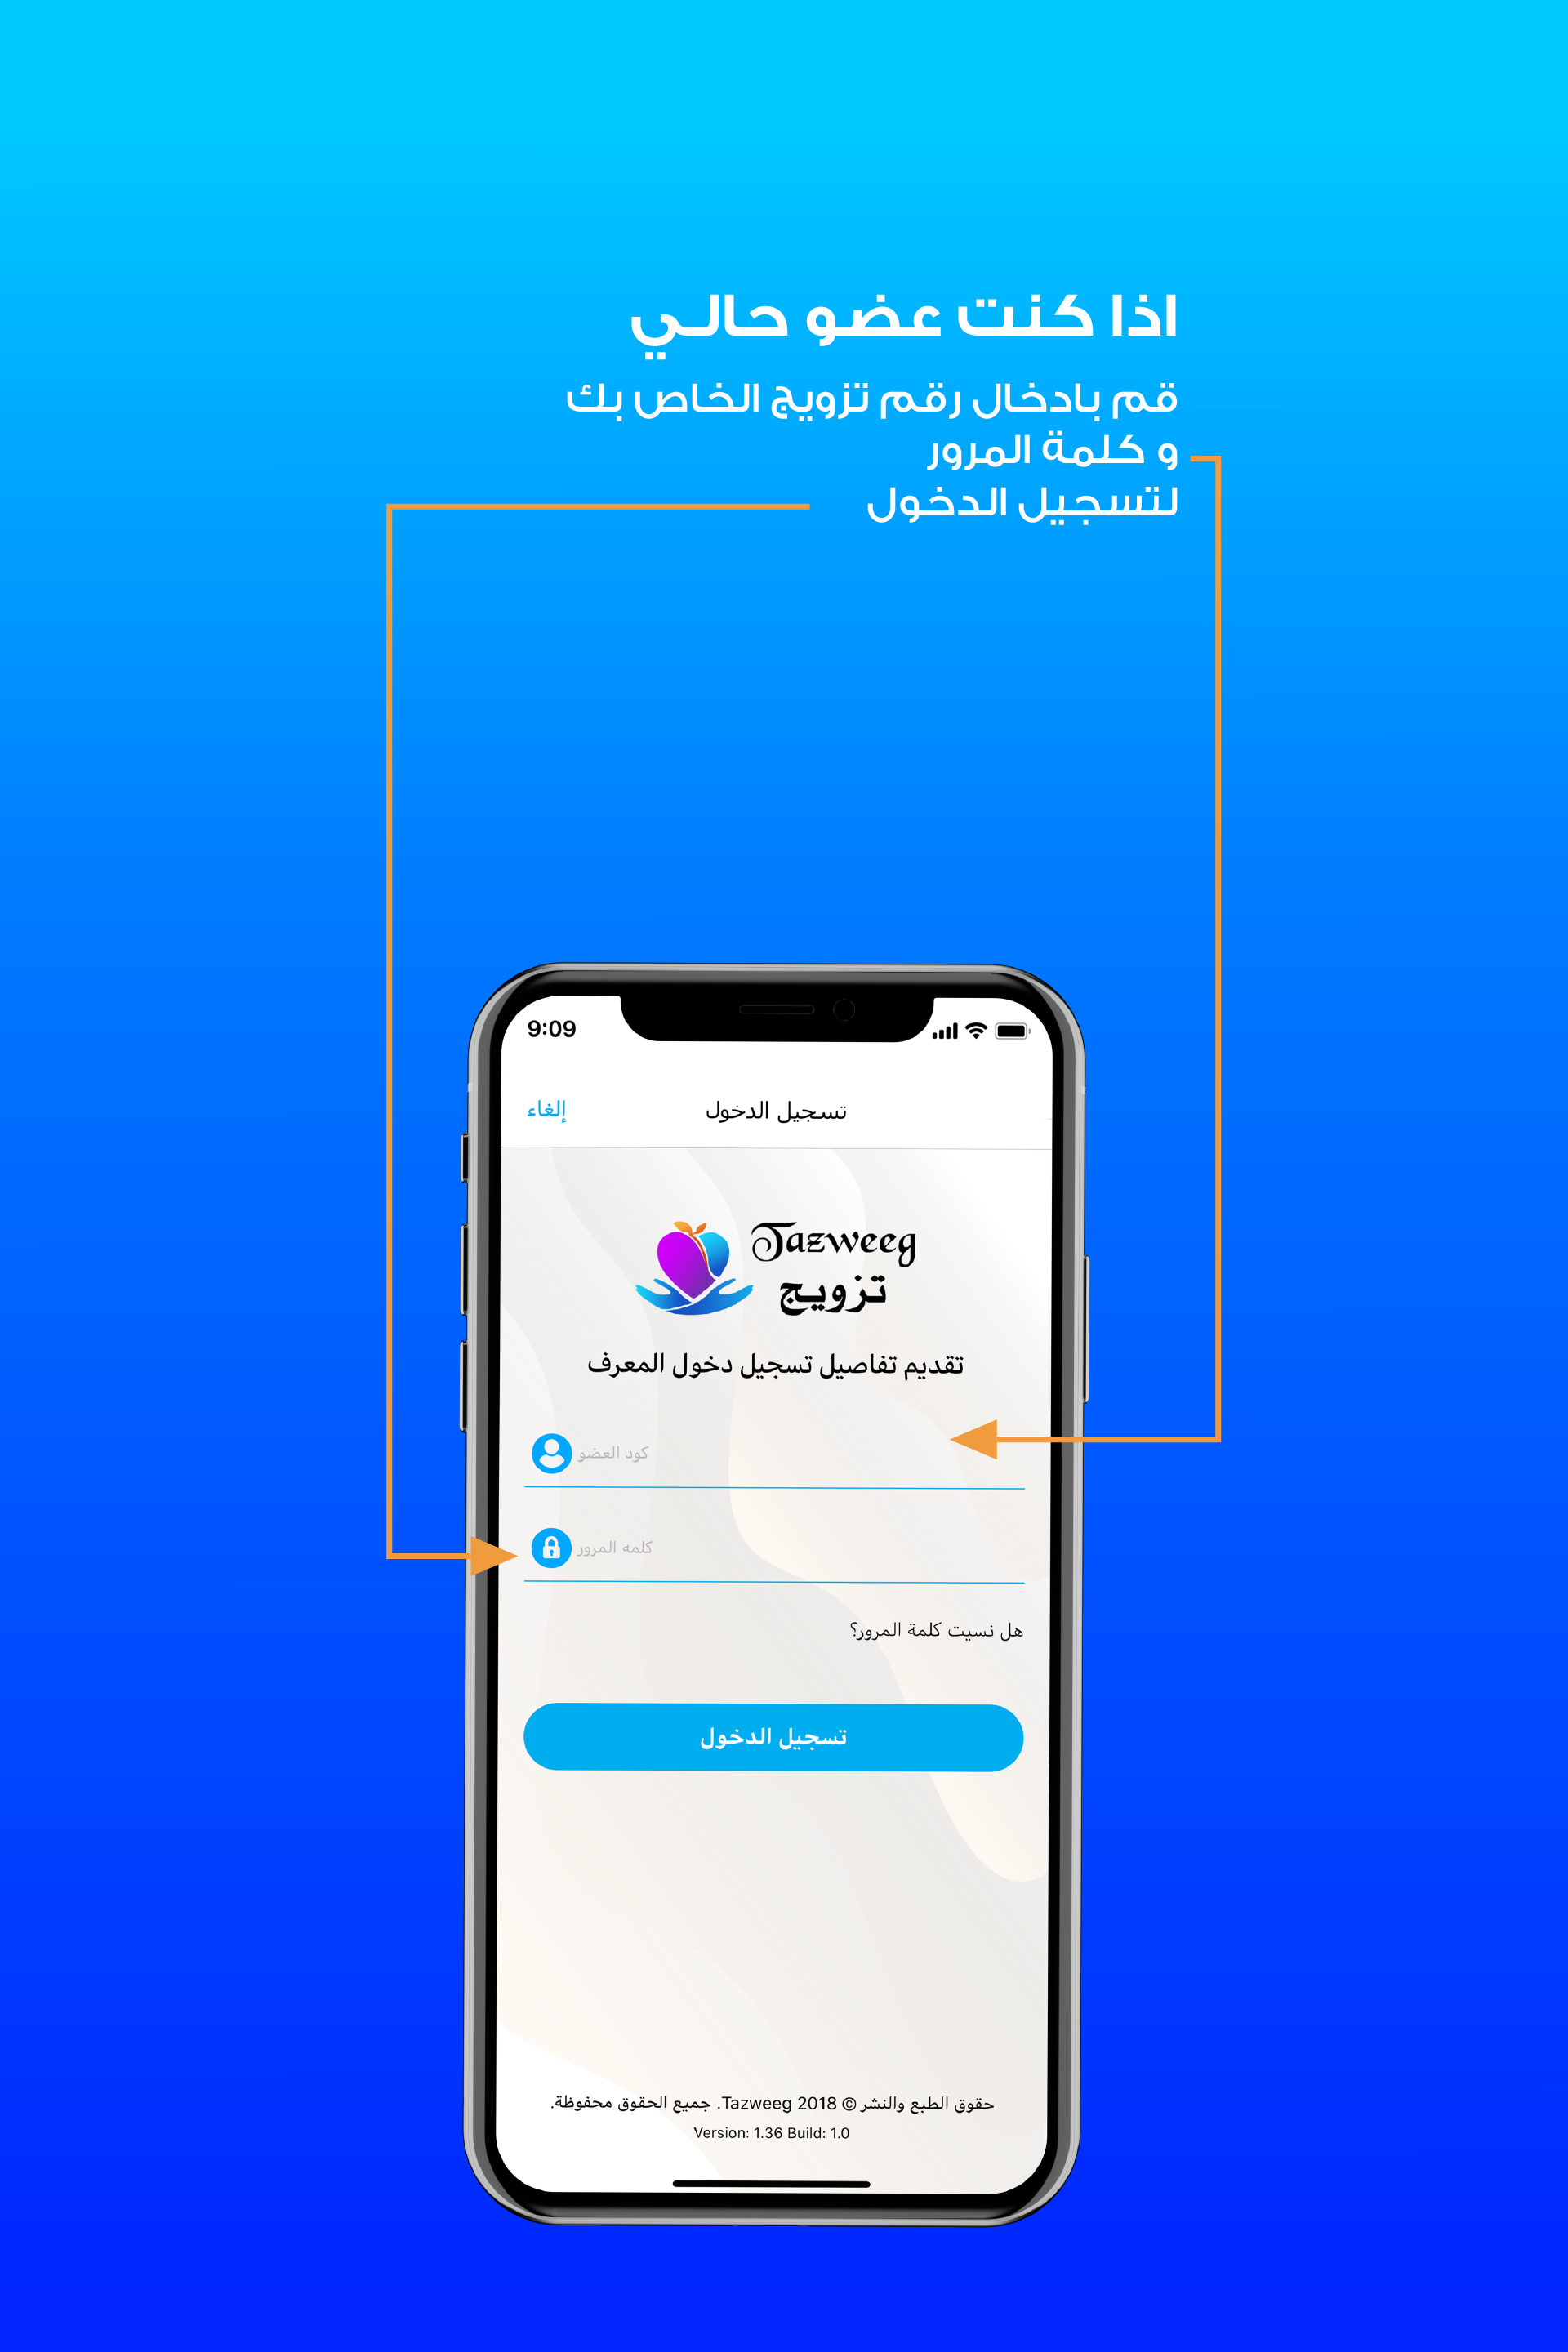 اذا كنت عضو حالي
قم بادخال رقم تزويج الخاص بك
و كلمة المرور
لتسجيل الدخول
9:09
تسجيل الدخول
إلغاء
Tazweeg
تزويج
تقديم تفاصيل تسجيل دخول المعرف
كود العضو
كلمه المرور
هل نسيت كلمة المرور؟
تسجيل الدخول
حقوق الطبع والنشر © 2018 Tazweeg. جميع الحقوق محفوظة.
Version: 1.36 Build: 1.0